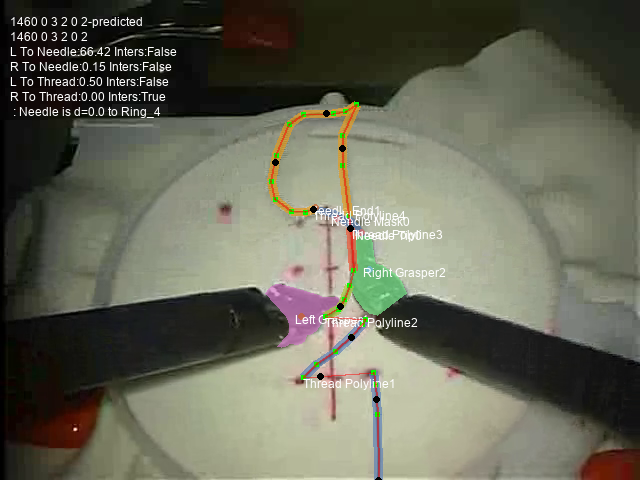 1460 0 3 2 0 2-predicted
1460 0 3 2 0 2
L To Needle:66.42 Inters:False
R To Needle:0.15 Inters:False
L To Thread:0.50 Inters:False
R To Thread:0.00 Inters:True
: Needle is d=0.0 to Ring_4
Needle End1
Thread Polyline4
Needle Mask0
Thread Polyline3
Right Grasper2
Left Grasper
Thread Polyline2
Thread Polyline1